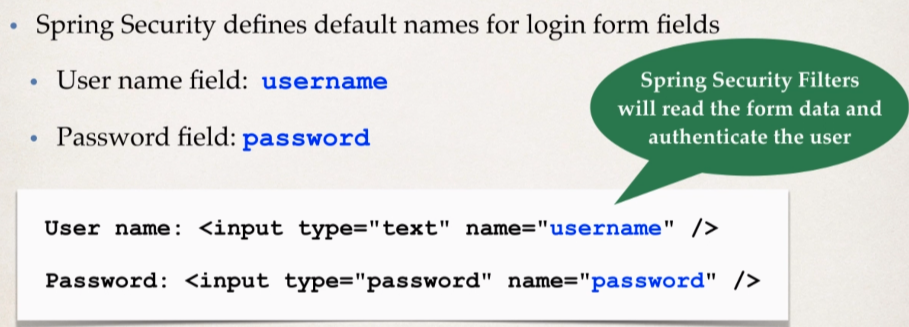 • Spring Security defines default names for login form fields
• User name field: username
• Password field: password
Spring Security Filters
will read the form data and
authenticate the user
User name: <input type="text" name="username" />
Password: <input type="password" name="password" />